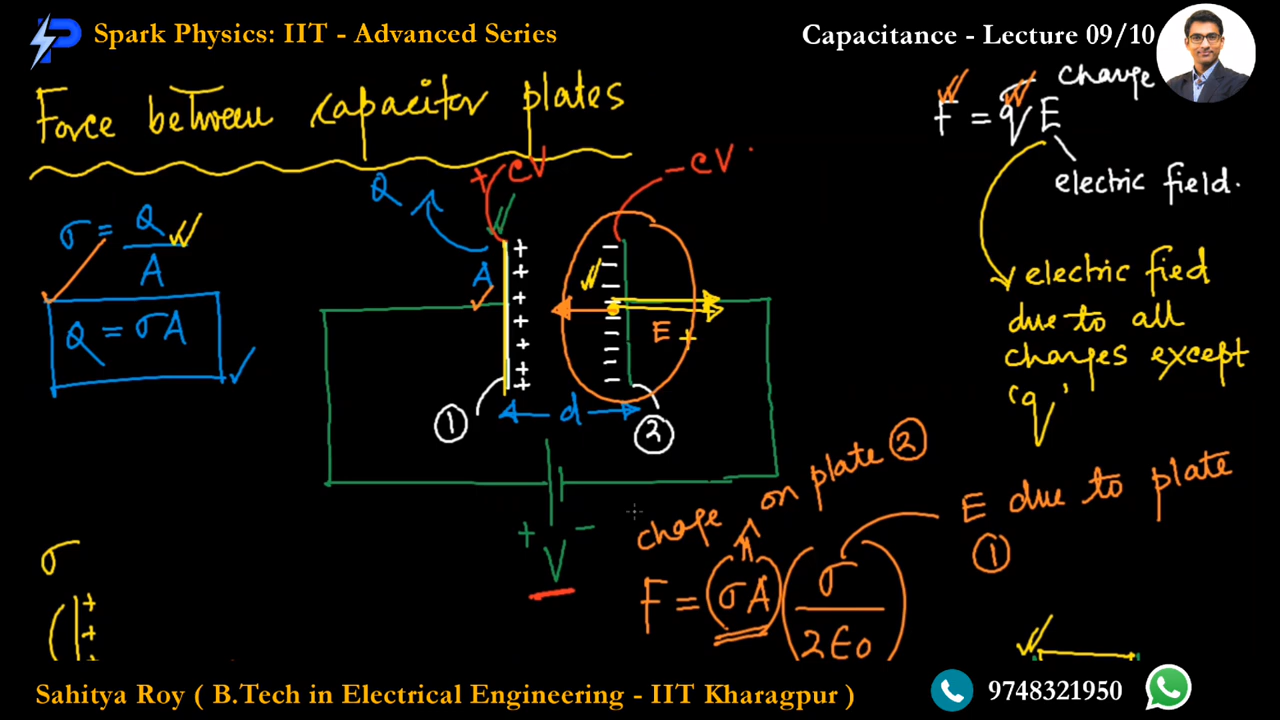 Spark Physics: IIT - Advanced Series
Capacitance - Lecture 09/10
Force between capacitor plates
F = qE
charge
electric field.
electric fied
due to all
charges except
'q'
σ = Q/A
Q = σA
Q
+CV
-CV
A
E
+
+ + + + + + +
1
d
2
+ V -
chage on plate 2
F = (σA)(σ/2ε0)
E due to plate
1
σ
+
+
+
Sahitya Roy ( B.Tech in Electrical Engineering - IIT Kharagpur )
9748321950